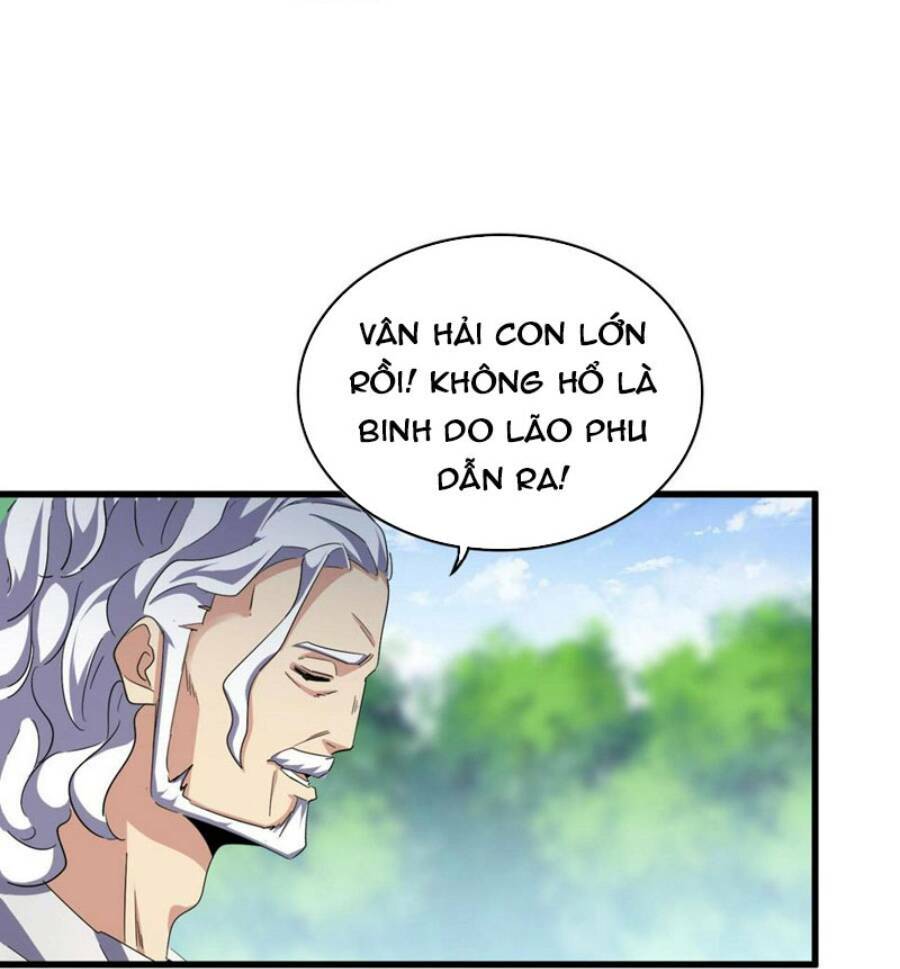 VÂN HẢI CON LỚN
RỒI! KHÔNG HỔ LÀ
BINH DO LÃO PHU
DẪN RA!